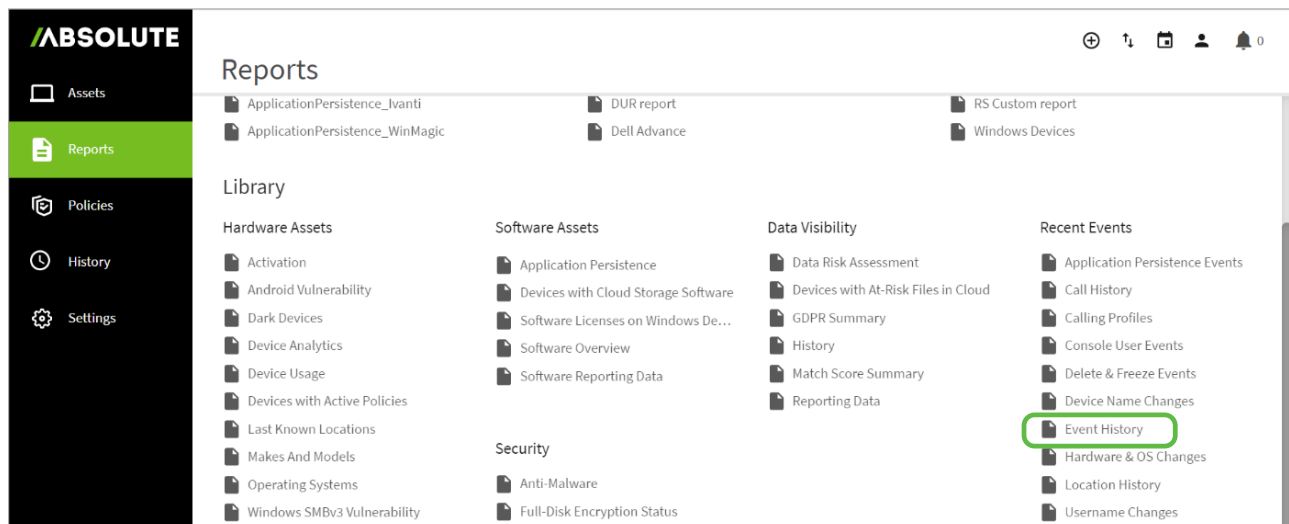 ABSOLUTE
Assets
Reports
Policies
History
Settings
Reports
0
ApplicationPersistence_Ivanti
DUR report
RS Custom report
ApplicationPersistence_WinMagic
Dell Advance
Windows Devices
Library
Hardware Assets
Activation
Android Vulnerability
Dark Devices
Device Analytics
Device Usage
Devices with Active Policies
Last Known Locations
Makes And Models
Operating Systems
Windows SMBv3 Vulnerability
Software Assets
Application Persistence
Devices with Cloud Storage Software
Software Licenses on Windows De...
Software Overview
Software Reporting Data
Security
Anti-Malware
Full-Disk Encryption Status
Data Visibility
Data Risk Assessment
Devices with At-Risk Files in Cloud
GDPR Summary
History
Match Score Summary
Reporting Data
Recent Events
Application Persistence Events
Call History
Calling Profiles
Console User Events
Delete & Freeze Events
Device Name Changes
Event History
Hardware & OS Changes
Location History
Username Changes